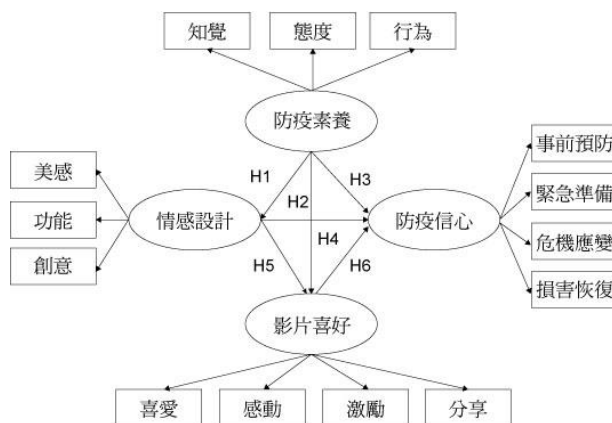 知覺
態度
行為
防疫素養
事前預防
美感
H1
H2
H3
緊急準備
功能
情感設計
防疫信心
H4
危機應變
創意
H5
H6
損害恢復
影片喜好
喜愛
感動
激勵
分享